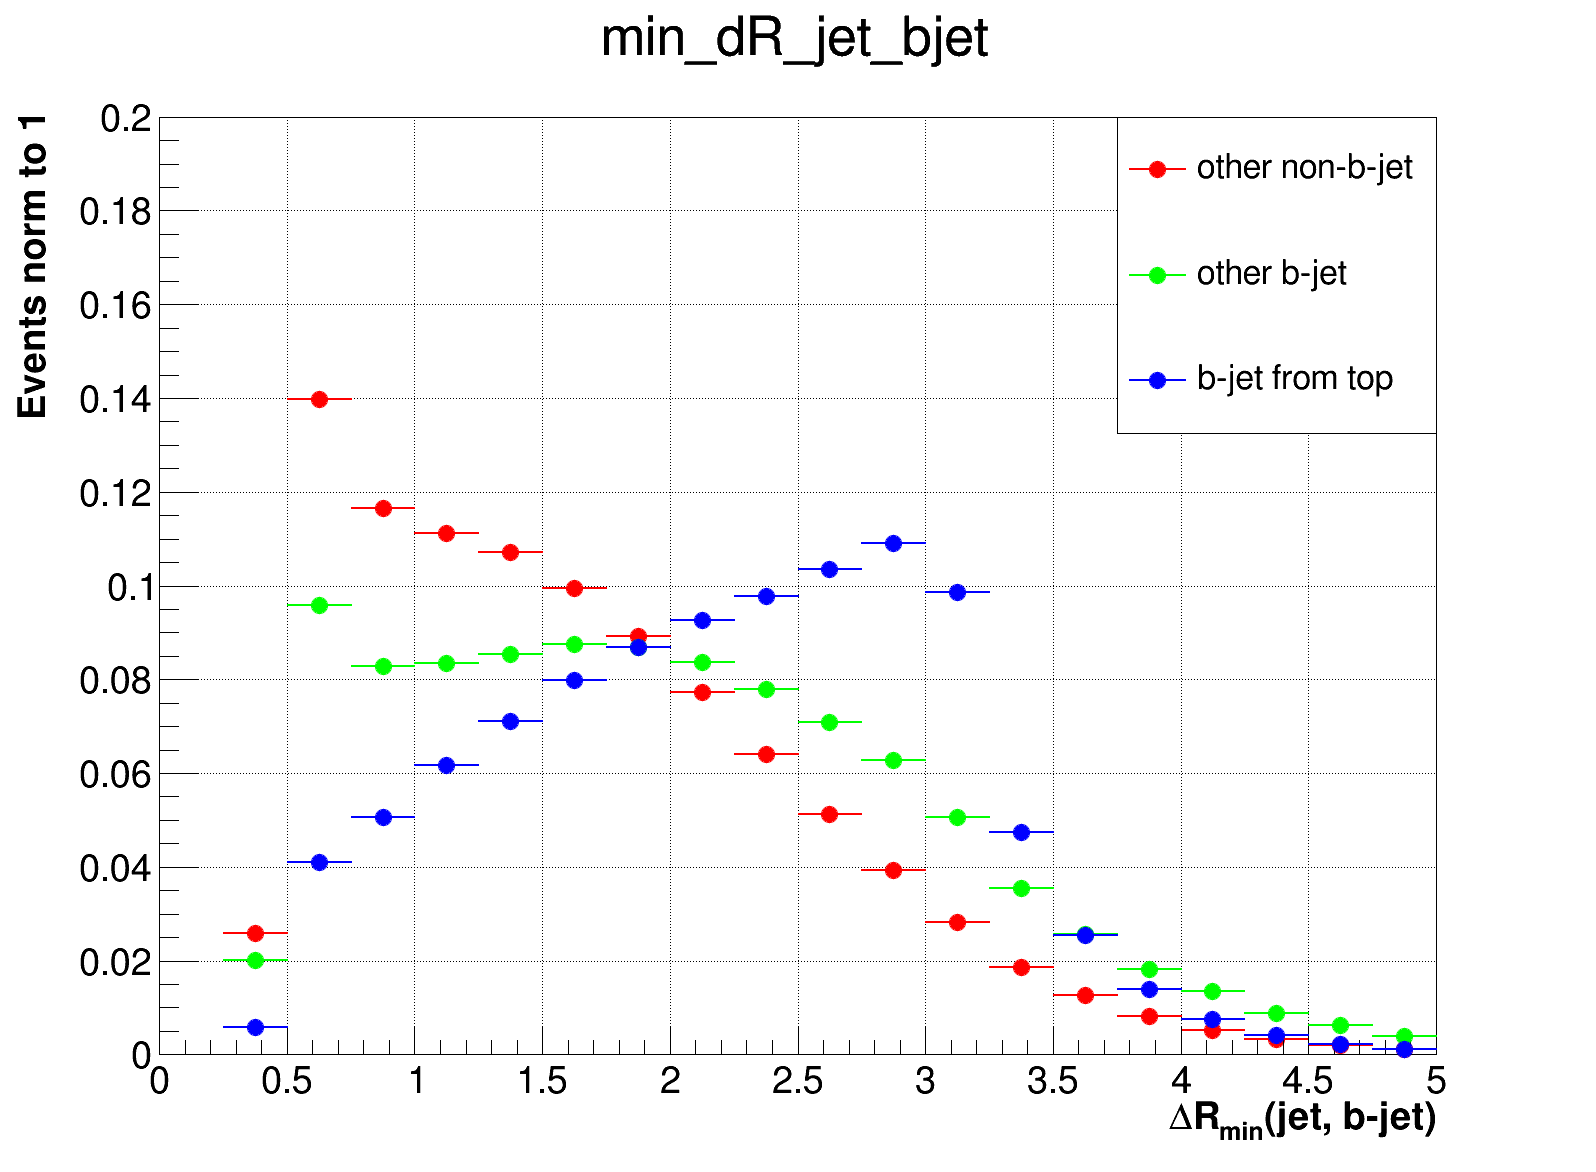 min_dR_jet_bjet
Events norm to 1
0.2
0.18
0.16
0.14
0.12
0.1
0.08
0.06
0.04
0.02
0
other non-b-jet
other b-jet
b-jet from top
0 0.5 1 1.5 2 2.5 3 3.5 4 4.5 5
ΔRmin(jet, b-jet)